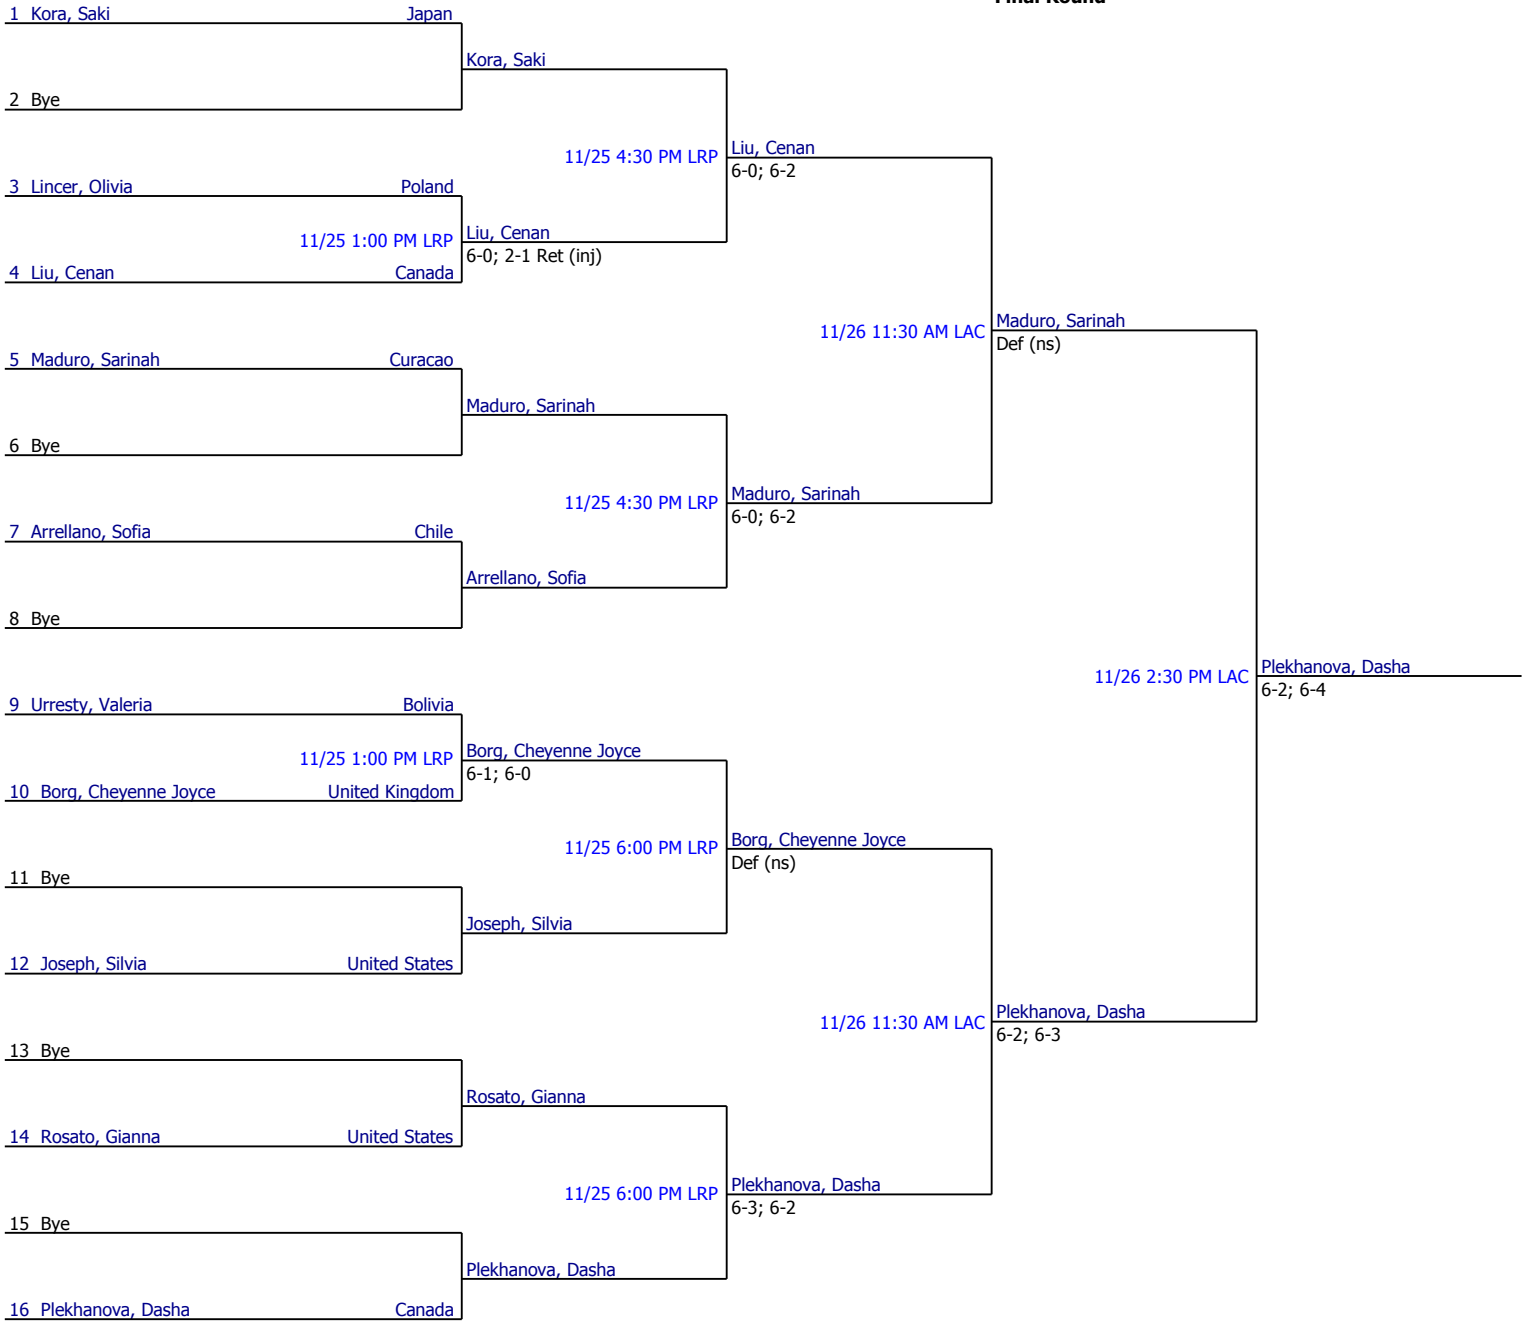 Final Round
1 Kora, Saki Japan
Kora, Saki
2 Bye
11/25 4:30 PM LRP
Liu, Cenan
6-0; 6-2
3 Lincer, Olivia Poland
11/25 1:00 PM LRP
Liu, Cenan
6-0; 2-1 Ret (inj)
4 Liu, Cenan Canada
11/26 11:30 AM LAC
Maduro, Sarinah
Def (ns)
5 Maduro, Sarinah Curacao
Maduro, Sarinah
6 Bye
11/25 4:30 PM LRP
Maduro, Sarinah
6-0; 6-2
7 Arrellano, Sofia Chile
Arrellano, Sofia
8 Bye
11/26 2:30 PM LAC
Plekhanova, Dasha
6-2; 6-4
9 Urresty, Valeria Bolivia
11/25 1:00 PM LRP
Borg, Cheyenne Joyce
6-1; 6-0
10 Borg, Cheyenne Joyce United Kingdom
11/25 6:00 PM LRP
Borg, Cheyenne Joyce
Def (ns)
11 Bye
Joseph, Silvia
12 Joseph, Silvia United States
11/26 11:30 AM LAC
Plekhanova, Dasha
6-2; 6-3
13 Bye
Rosato, Gianna
14 Rosato, Gianna United States
11/25 6:00 PM LRP
Plekhanova, Dasha
6-3; 6-2
15 Bye
Plekhanova, Dasha
16 Plekhanova, Dasha Canada